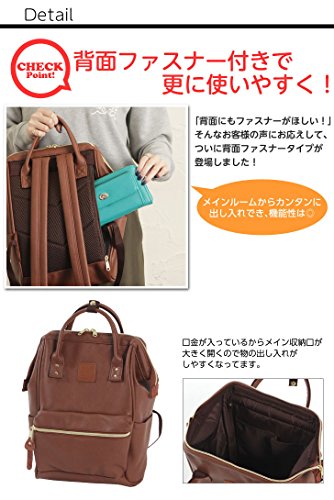 Detail
CHECK
Point!
背面ファスナー付きで
更に使いやすく！
「背面にもファスナーがほしい！」
そんなお客様の声にお応えして、
ついに背面ファスナータイプが
登場しました！
メインルームからカンタンに
出し入れでき、機能性は◎
口金が入っているからメイン収納口が
大きく開くので物の出し入れが
しやすくなってます。